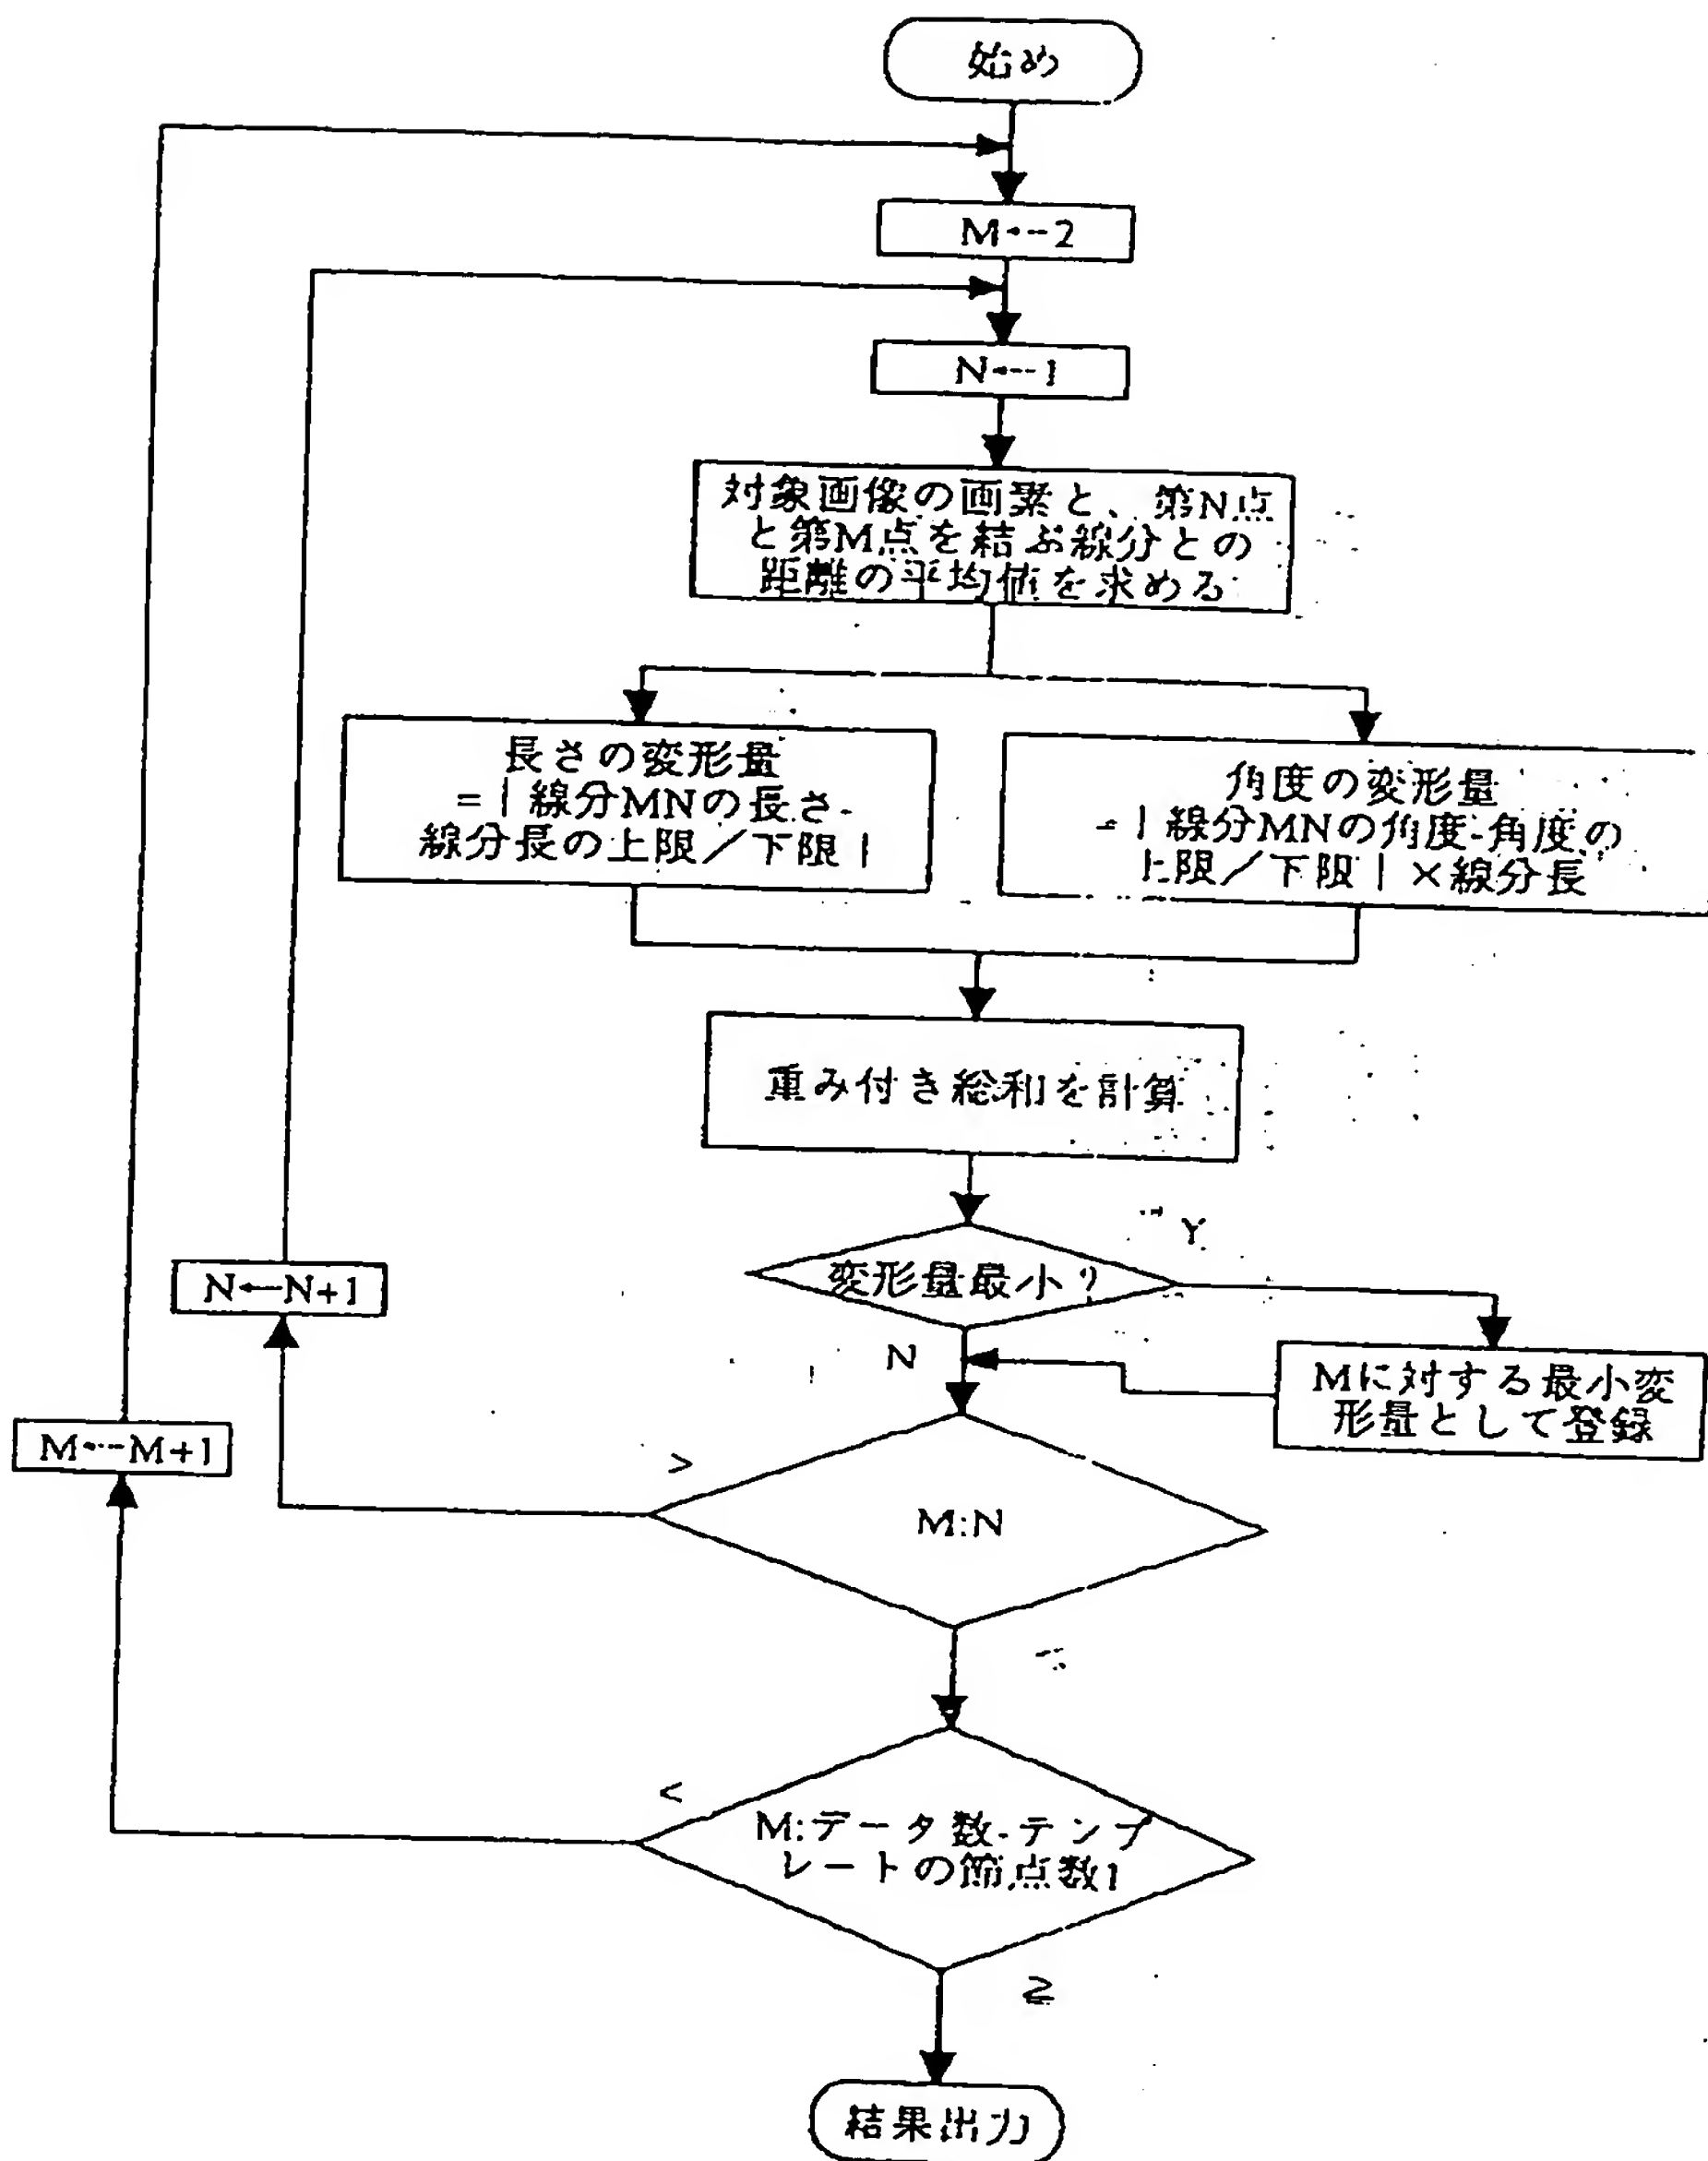 始め
M←2
N←1
対象画像の画素と、第N点
と第M点を結ぶ線分との
距離の平均値を求める
長さの変形量
=|線分MNの長さ-
線分長の上限／下限|
角度の変形量
=|線分MNの角度-角度の
上限／下限|×線分長
重み付き総和を計算
Y
変形量最小?
N←N+1
N
Mに対する最小変
形量として登録
M←M+1
>
M:N
<
M:データ数-テンプ
レートの節点数1
≧
結果出力